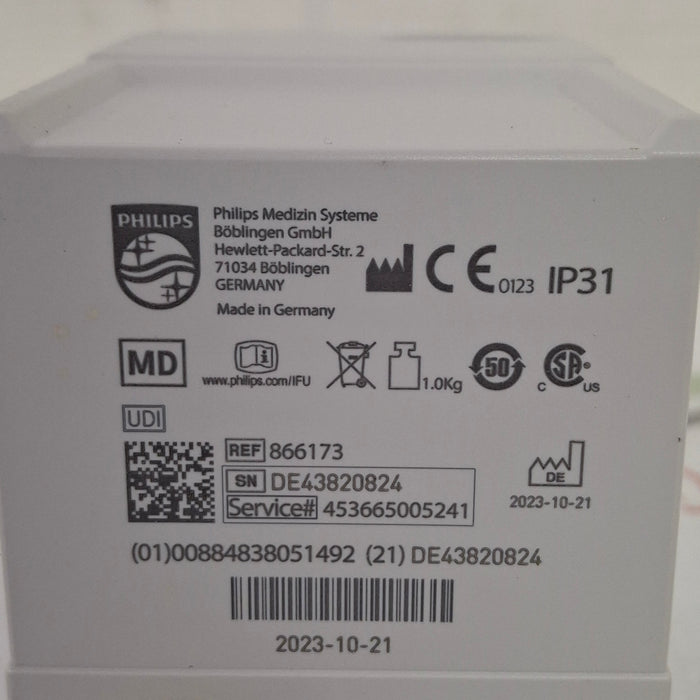 PHILIPS
Philips Medizin Systeme
Böblingen GmbH
Hewlett-Packard-Str. 2
71034 Böblingen
GERMANY
Made in Germany
CE 0123 IP31
MD
www.philips.com/IFU
1.0Kg
50
C SA® US
UDI
REF 866173
SN DE43820824
Service# 453665005241
DE
2023-10-21
(01)00884838051492 (21) DE43820824
2023-10-21